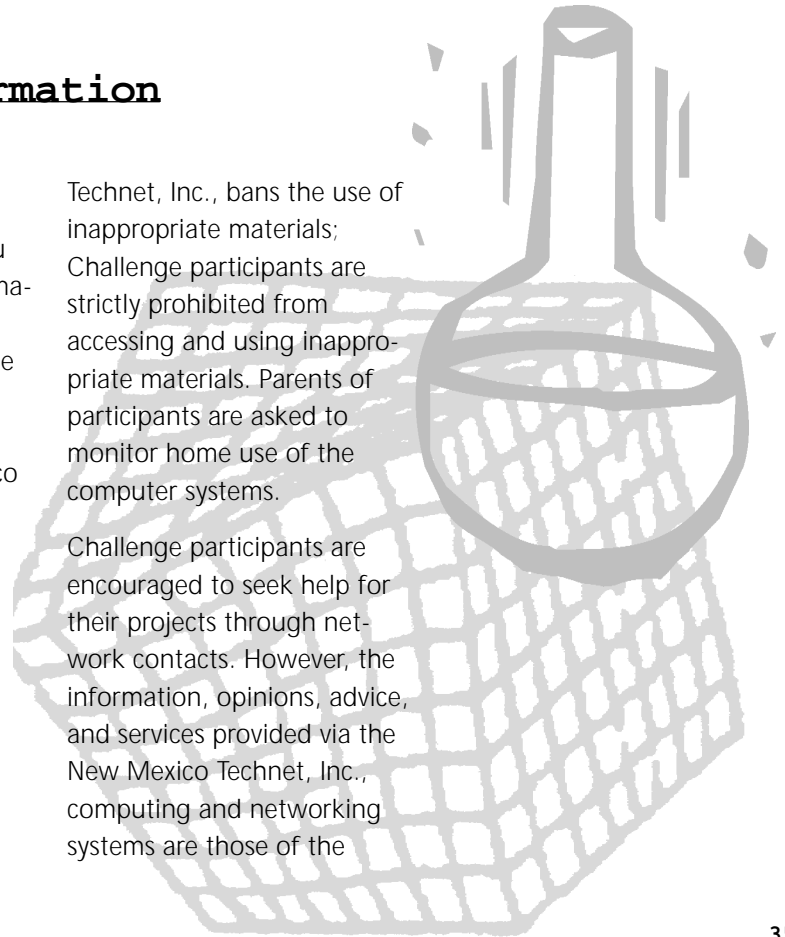 rmation
u
na-
e
co
Technet, Inc., bans the use of
inappropriate materials;
Challenge participants are
strictly prohibited from
accessing and using inappro-
priate materials. Parents of
participants are asked to
monitor home use of the
computer systems.
Challenge participants are
encouraged to seek help for
their projects through net-
work contacts. However, the
information, opinions, advice,
and services provided via the
New Mexico Technet, Inc.,
computing and networking
systems are those of the
3